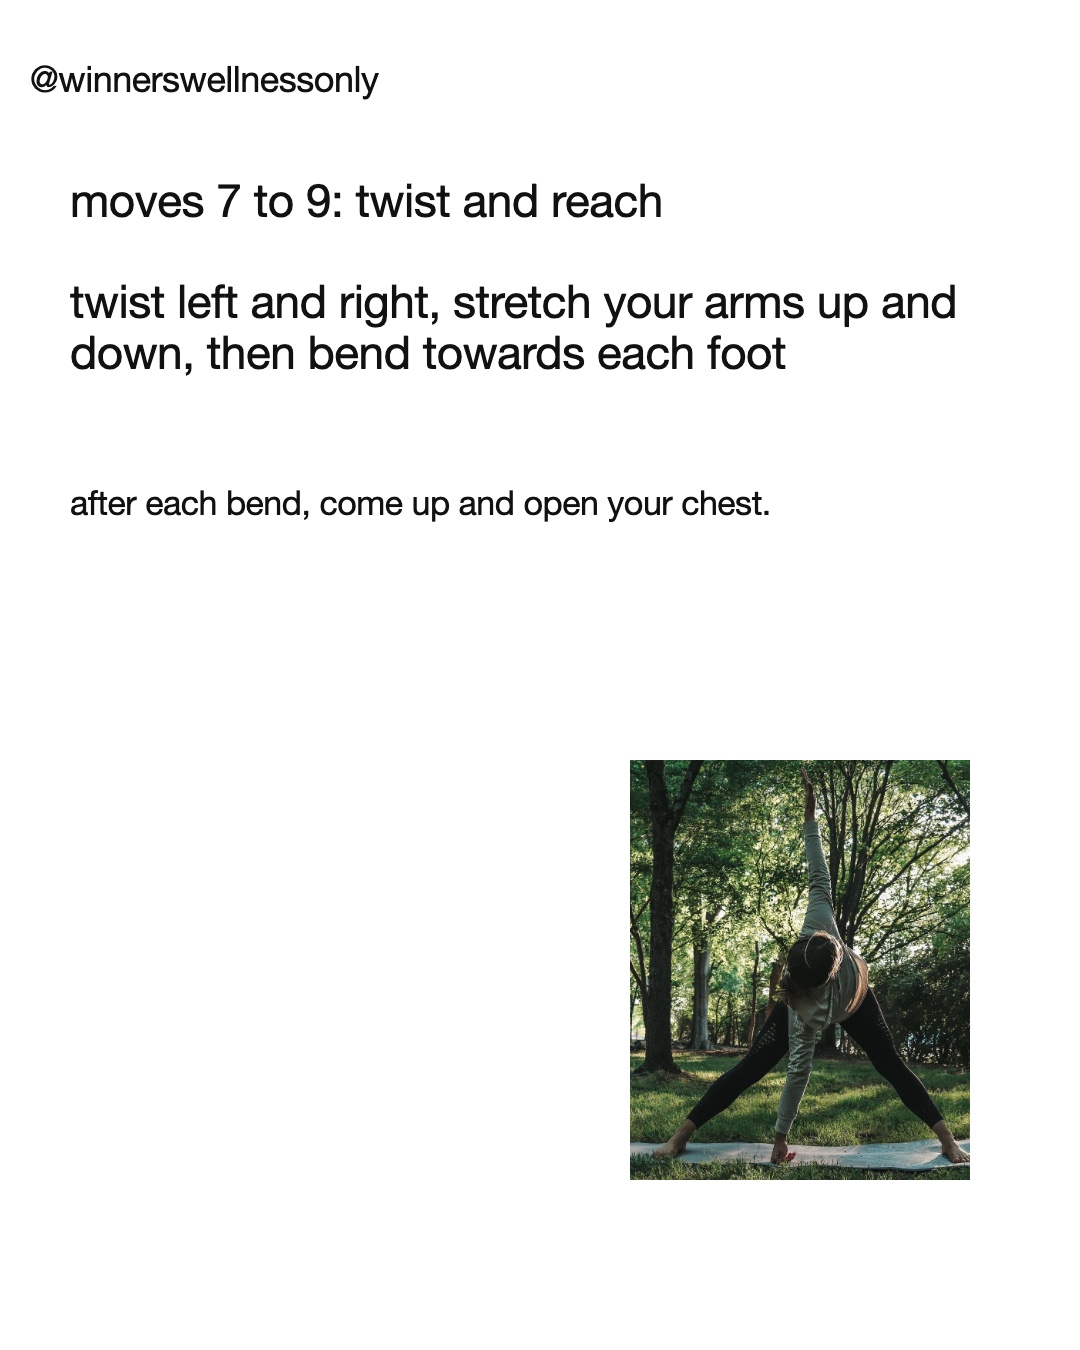 @winnerswellnessonly
moves 7 to 9: twist and reach
twist left and right, stretch your arms up and
down, then bend towards each foot
after each bend, come up and open your chest.